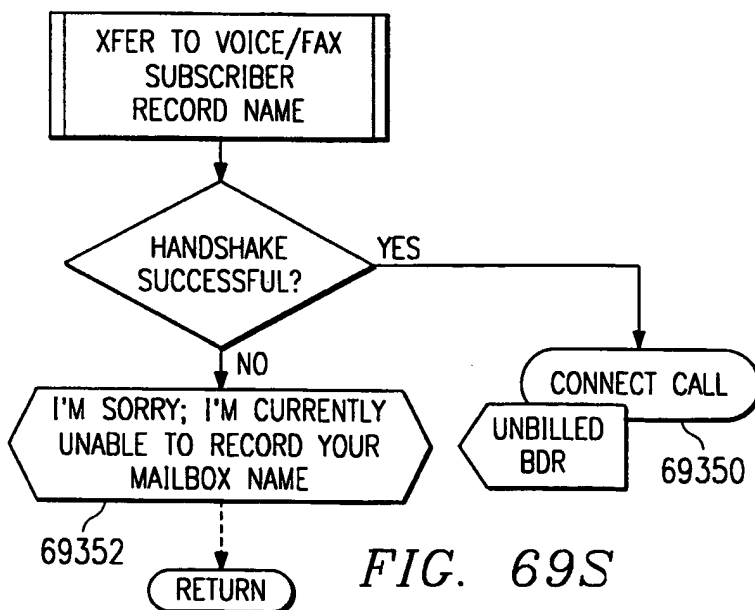 XFER TO VOICE/FAX
SUBSCRIBER
RECORD NAME
HANDSHAKE
SUCCESSFUL?
YES
NO
I'M SORRY; I'M CURRENTLY
UNABLE TO RECORD YOUR
MAILBOX NAME
69352
RETURN
CONNECT CALL
UNBILLED
BDR
69350
FIG. 69S